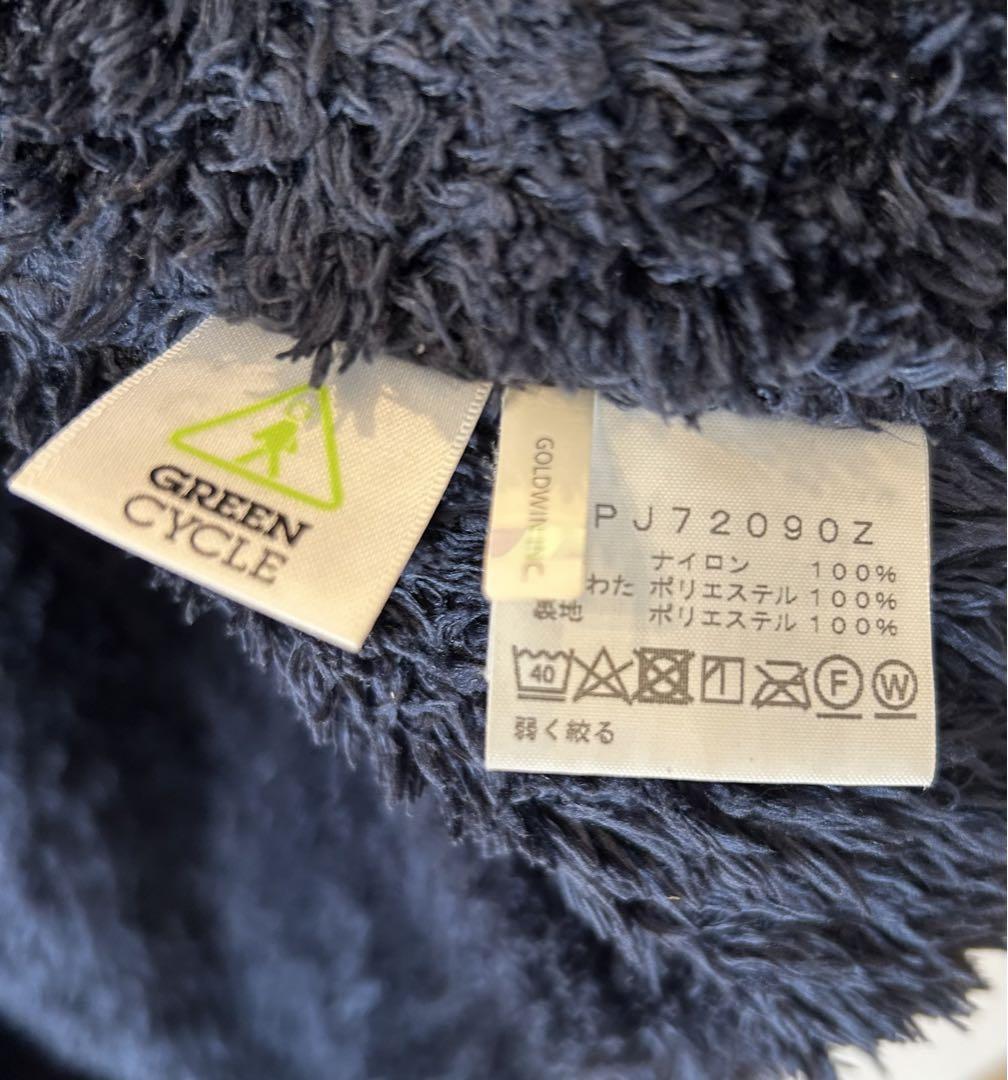 GREEN
CYCLE
GOLDWIN INC.
PJ72090Z
ナイロン 100%
わた ポリエステル 100%
裏地 ポリエステル 100%
40
F
W
弱く絞る